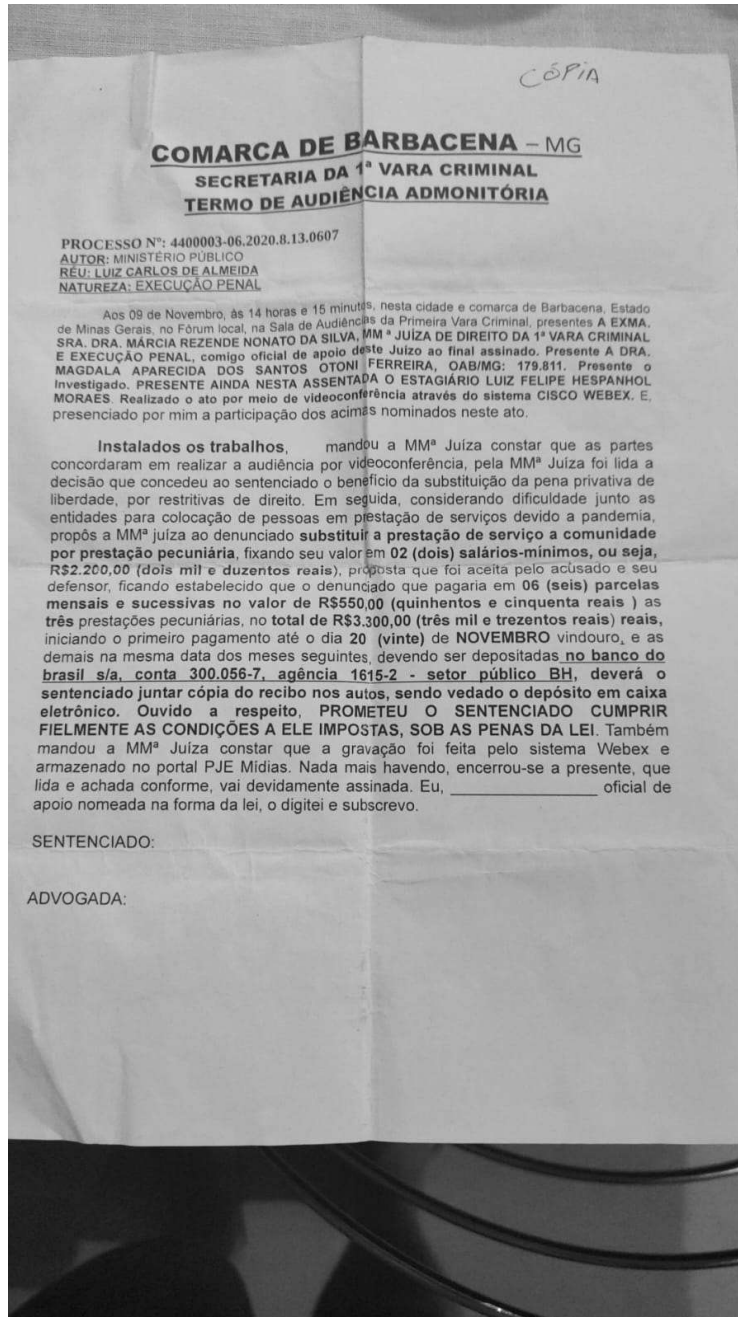 CÓPIA
COMARCA DE BARBACENA – MG
SECRETARIA DA 1ª VARA CRIMINAL
TERMO DE AUDIÊNCIA ADMONITÓRIA
PROCESSO Nº: 4400003-06.2020.8.13.0607
AUTOR: MINISTÉRIO PÚBLICO
RÉU: LUIZ CARLOS DE ALMEIDA
NATUREZA: EXECUÇÃO PENAL
Aos 09 de Novembro, às 14 horas e 15 minutos, nesta cidade e comarca de Barbacena, Estado
de Minas Gerais, no Fórum local, na Sala de Audiências da Primeira Vara Criminal, presentes A EXMA.
SRA. DRA. MÁRCIA REZENDE NONATO DA SILVA, MM ª JUÍZA DE DIREITO DA 1ª VARA CRIMINAL
E EXECUÇÃO PENAL, comigo oficial de apoio deste Juízo ao final assinado. Presente A DRA.
MAGDALA APARECIDA DOS SANTOS OTONI FERREIRA, OAB/MG: 179.811. Presente o
Investigado. PRESENTE AINDA NESTA ASSENTADA O ESTAGIÁRIO LUIZ FELIPE HESPANHOL
MORAES. Realizado o ato por meio de videoconferência através do sistema CISCO WEBEX. E,
presenciado por mim a participação dos acimas nominados neste ato.
Instalados os trabalhos, mandou a MMª Juíza constar que as partes
concordaram em realizar a audiência por videoconferência, pela MMª Juíza foi lida a
decisão que concedeu ao sentenciado o benefício da substituição da pena privativa de
liberdade, por restritivas de direito. Em seguida, considerando dificuldade junto as
entidades para colocação de pessoas em prestação de serviços devido a pandemia,
propôs a MMª juíza ao denunciado substituir a prestação de serviço a comunidade
por prestação pecuniária, fixando seu valor em 02 (dois) salários-mínimos, ou seja,
R$2.200,00 (dois mil e duzentos reais), proposta que foi aceita pelo acusado e seu
defensor, ficando estabelecido que o denunciado que pagaria em 06 (seis) parcelas
mensais e sucessivas no valor de R$550,00 (quinhentos e cinquenta reais ) as
três prestações pecuniárias, no total de R$3.300,00 (três mil e trezentos reais) reais,
iniciando o primeiro pagamento até o dia 20 (vinte) de NOVEMBRO vindouro, e as
demais na mesma data dos meses seguintes, devendo ser depositadas no banco do
brasil s/a, conta 300.056-7, agência 1615-2 - setor público BH, deverá o
sentenciado juntar cópia do recibo nos autos, sendo vedado o depósito em caixa
eletrônico. Ouvido a respeito, PROMETEU O SENTENCIADO CUMPRIR
FIELMENTE AS CONDIÇÕES A ELE IMPOSTAS, SOB AS PENAS DA LEI. Também
mandou a MMª Juíza constar que a gravação foi feita pelo sistema Webex e
armazenado no portal PJE Mídias. Nada mais havendo, encerrou-se a presente, que
lida e achada conforme, vai devidamente assinada. Eu, ________________ oficial de
apoio nomeada na forma da lei, o digitei e subscrevo.
SENTENCIADO:
ADVOGADA: